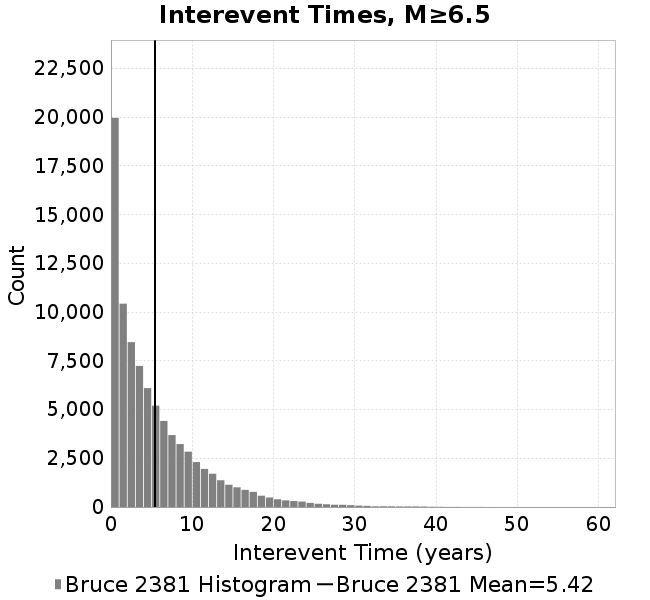 Interevent Times, M≥6.5
22,500
20,000
17,500
15,000
12,500
10,000
7,500
5,000
2,500
0
Count
0 10 20 30 40 50 60
Interevent Time (years)
Bruce 2381 Histogram Bruce 2381 Mean=5.42